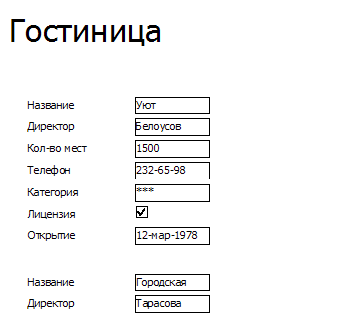 Гостиница
Название Уют
Директор Белоусов
Кол-во мест 1500
Телефон 232-65-98
Категория ***
Лицензия
Открытие 12-мар-1978
Название Городская
Директор Тарасова